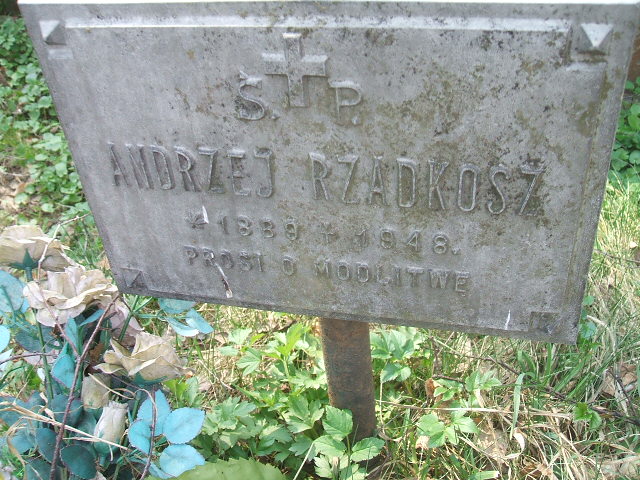 Ś. P.
ANDRZEJ RZADKOSZ
* 1889 + 1948.
PROSI O MODLITWĘ